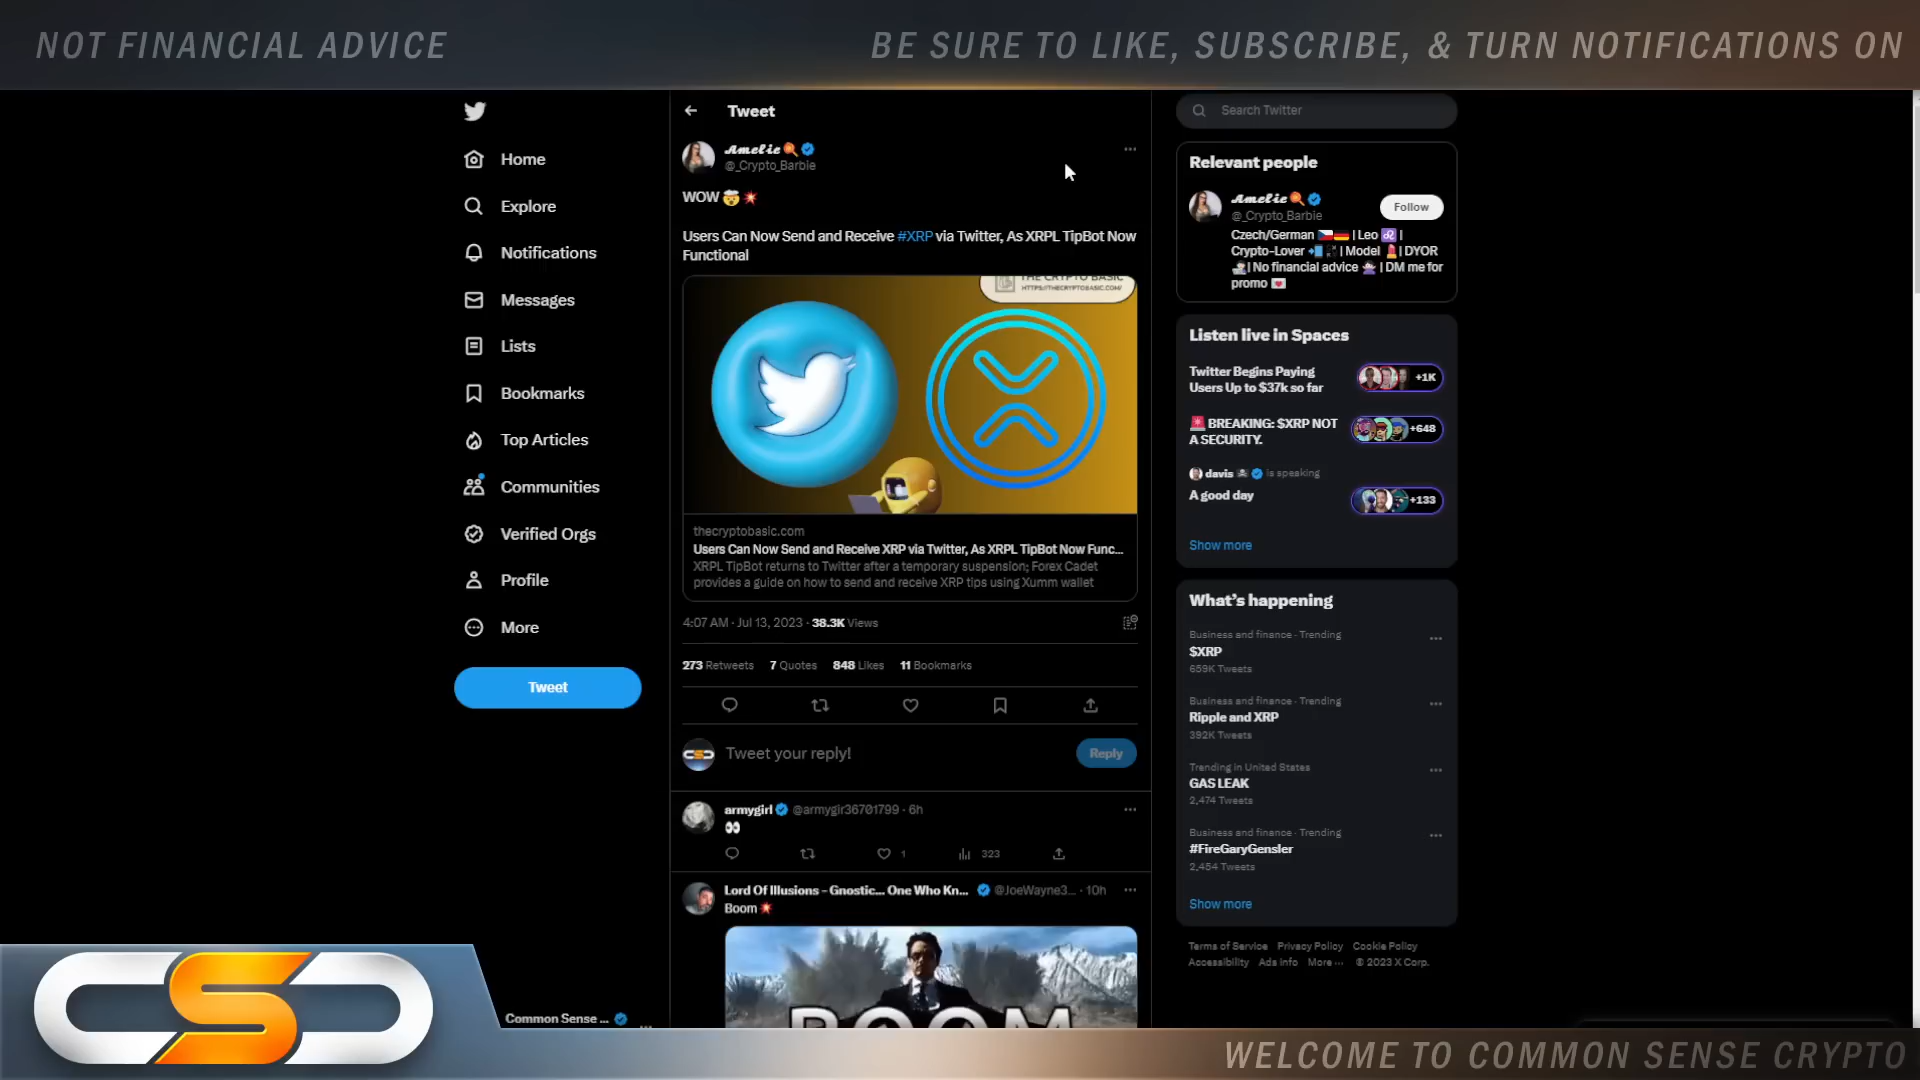 NOT FINANCIAL ADVICE
BE SURE TO LIKE, SUBSCRIBE, & TURN NOTIFICATIONS ON
Home
Explore
Notifications
Messages
Lists
Bookmarks
Top Articles
Communities
Verified Orgs
Profile
More
Tweet
Common Sense ...
Tweet
Amelie
@_Crypto_Barbie
WOW 🤯💥
Users Can Now Send and Receive #XRP via Twitter, As XRPL TipBot Now
Functional
THE CRYPTO BASIC
HTTPS://THECRYPTOBASIC.COM/
thecryptobasic.com
Users Can Now Send and Receive XRP via Twitter, As XRPL TipBot Now Func...
XRPL TipBot returns to Twitter after a temporary suspension; Forex Cadet
provides a guide on how to send and receive XRP tips using Xumm wallet
4:07 AM · Jul 13, 2023 · 38.3K Views
273 Retweets 7 Quotes 848 Likes 11 Bookmarks
Tweet your reply!
Reply
armygirl @armygir36701799 · 6h
👀
1
323
Lord Of Illusions - Gnostic... One Who Kn... @JoeWayne3... · 10h
Boom 💥
BOOM
Search Twitter
Relevant people
Amelie
@_Crypto_Barbie
Follow
Czech/German 🇨🇿🇩🇪 | Leo ♌ |
Crypto-Lover | Model | DYOR
| No financial advice | DM me for
promo 💌
Listen live in Spaces
Twitter Begins Paying
Users Up to $37k so far
+1K
🚨 BREAKING: $XRP NOT
A SECURITY.
+648
davis is speaking
A good day
+133
Show more
What's happening
Business and finance · Trending
$XRP
659K Tweets
Business and finance · Trending
Ripple and XRP
392K Tweets
Trending in United States
GAS LEAK
2,474 Tweets
Business and finance · Trending
#FireGaryGensler
2,454 Tweets
Show more
Terms of Service Privacy Policy Cookie Policy
Accessibility Ads info More ··· © 2023 X Corp.
CSC
WELCOME TO COMMON SENSE CRYPTO